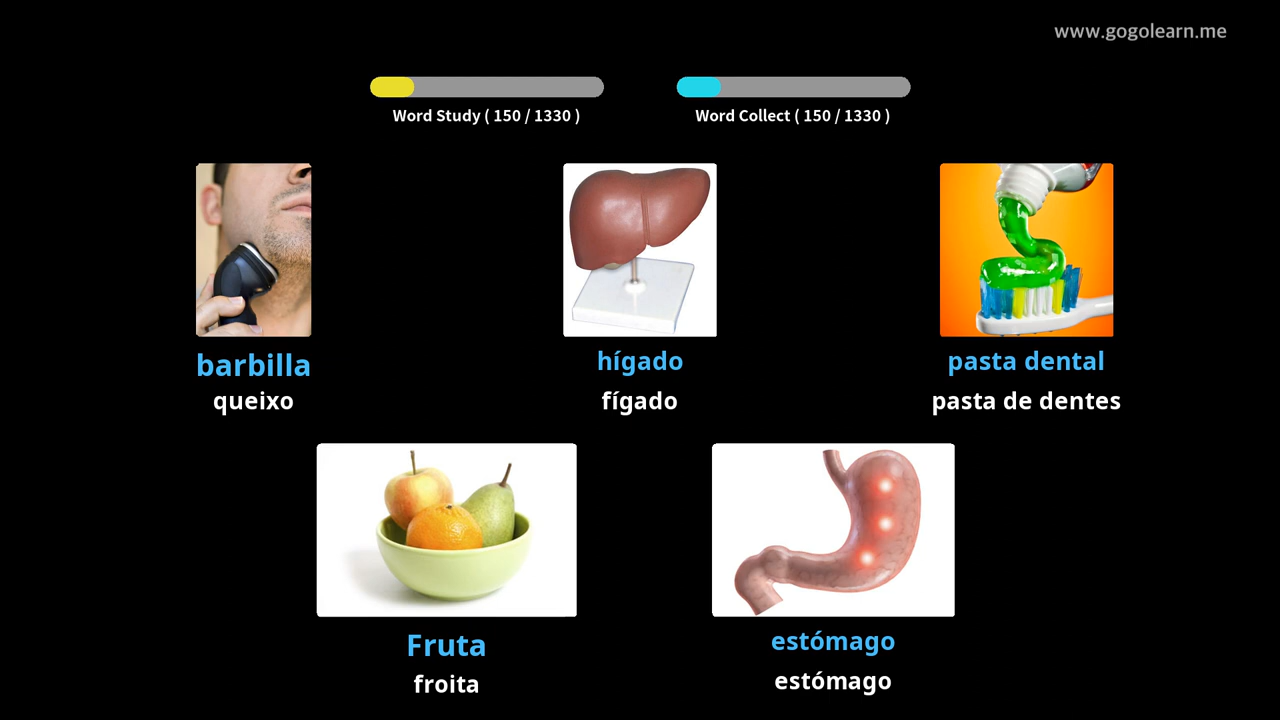 www.gogolearn.me
Word Study ( 150 / 1330 )
Word Collect ( 150 / 1330 )
barbilla
queixo
hígado
fígado
pasta dental
pasta de dentes
Fruta
froita
estómago
estómago